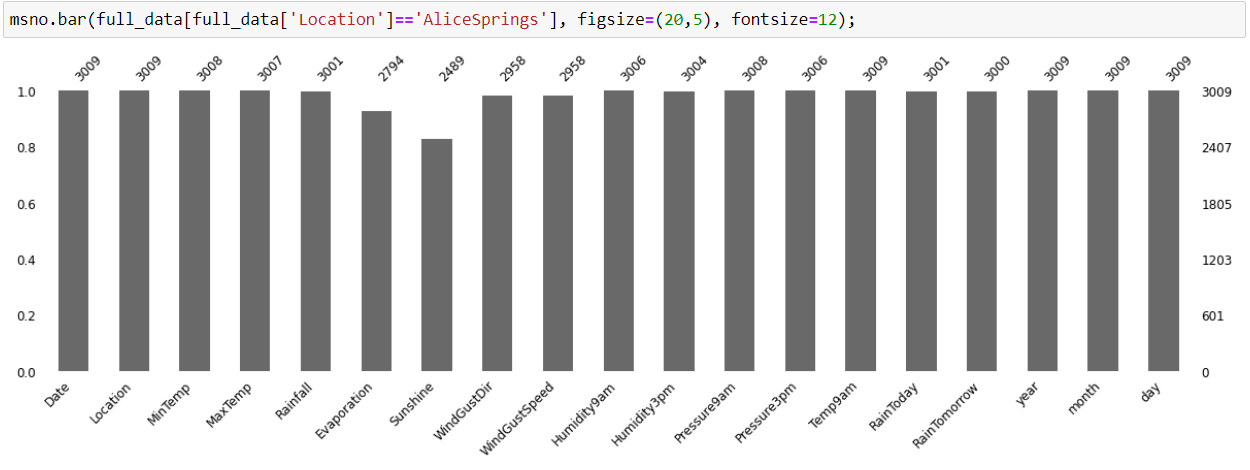 msno.bar(full_data[full_data['Location']=='AliceSprings'], figsize=(20,5), fontsize=12);
3009 3009 3008 3007 3001 2794 2489 2958 2958 3006 3004 3008 3006 3009 3001 3000 3009 3009 3009
1.0 3009
0.8 2407
0.6 1805
0.4 1203
0.2 601
0.0 0
Date Location MinTemp MaxTemp Rainfall Evaporation Sunshine WindGustDir WindGustSpeed Humidity9am Humidity3pm Pressure9am Pressure3pm Temp9am RainToday RainTomorrow year month day